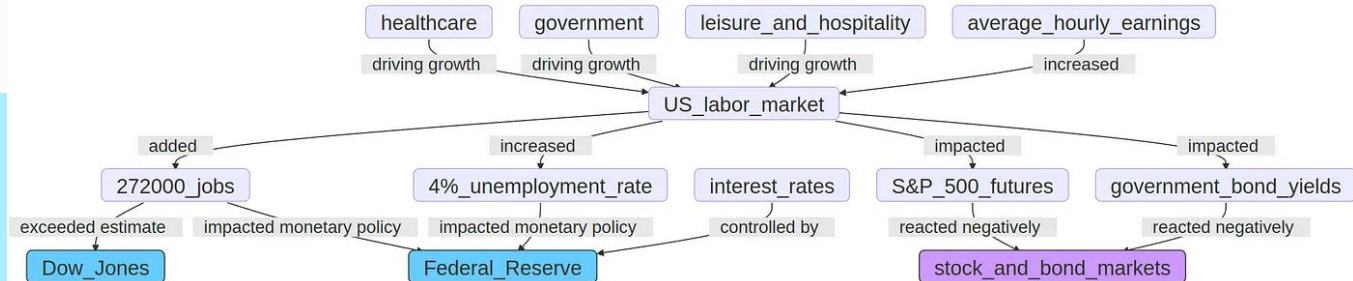 healthcare government leisure_and_hospitality average_hourly_earnings
driving growth driving growth driving growth increased
US_labor_market
added increased impacted impacted
272000_jobs 4%_unemployment_rate interest_rates S&P_500_futures government_bond_yields
exceeded estimate impacted monetary policy impacted monetary policy controlled by reacted negatively reacted negatively
Dow_Jones Federal_Reserve stock_and_bond_markets